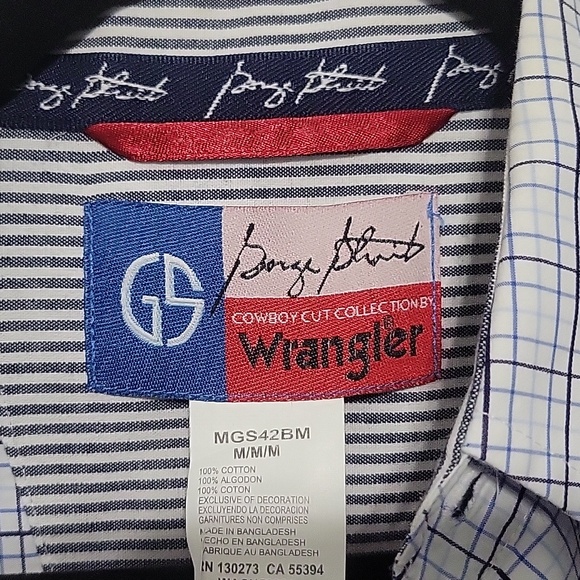 George Strait George Strait George Strait
GS
George Strait
COWBOY CUT COLLECTION BY
Wrangler®
MGS42BM
M/M/M
100% COTTON
100% ALGODON
100% COTON
EXCLUSIVE OF DECORATION
EXCLUYENDO DECORACION
GARNITURES NON COMPRISES
MADE IN BANGLADESH
HECHO EN BANGLADESH
FABRIQUE AU BANGLADESH
RN 130273 CA 55394